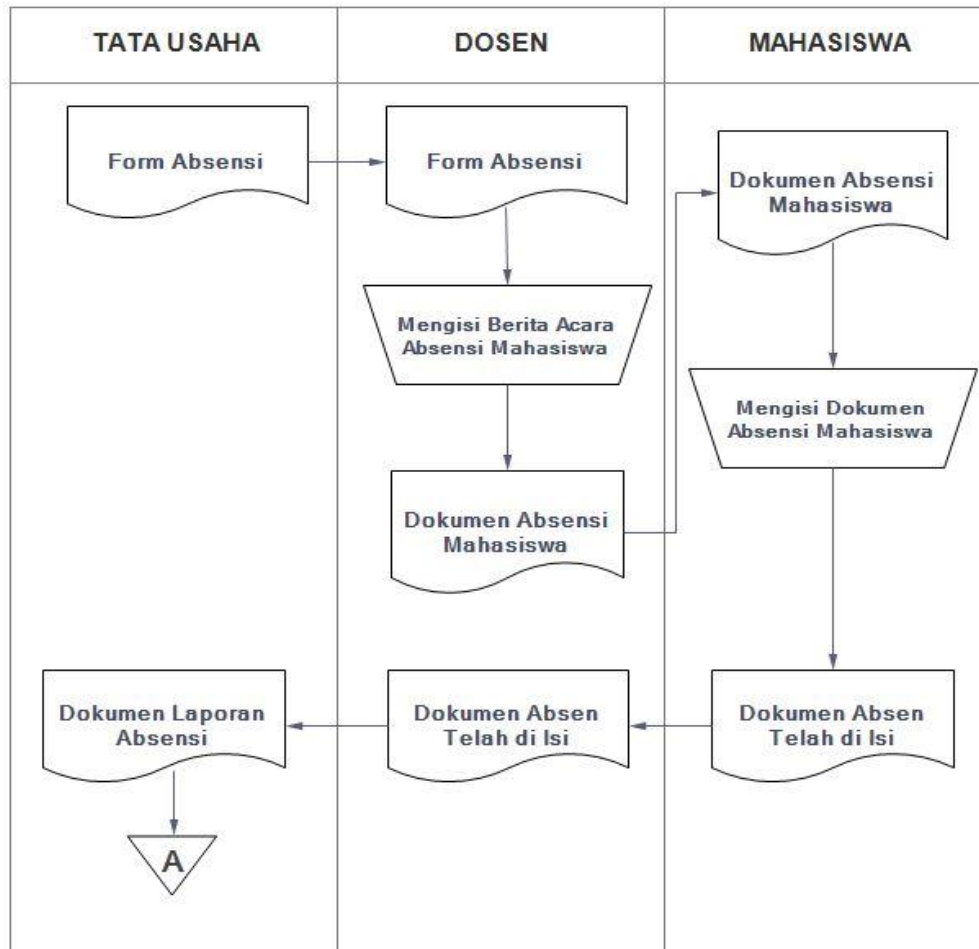 TATA USAHA
DOSEN
MAHASISWA
Form Absensi
Form Absensi
Dokumen Absensi
Mahasiswa
Mengisi Berita Acara
Absensi Mahasiswa
Mengisi Dokumen
Absensi Mahasiswa
Dokumen Absensi
Mahasiswa
Dokumen Laporan
Absensi
Dokumen Absen
Telah di Isi
Dokumen Absen
Telah di Isi
A